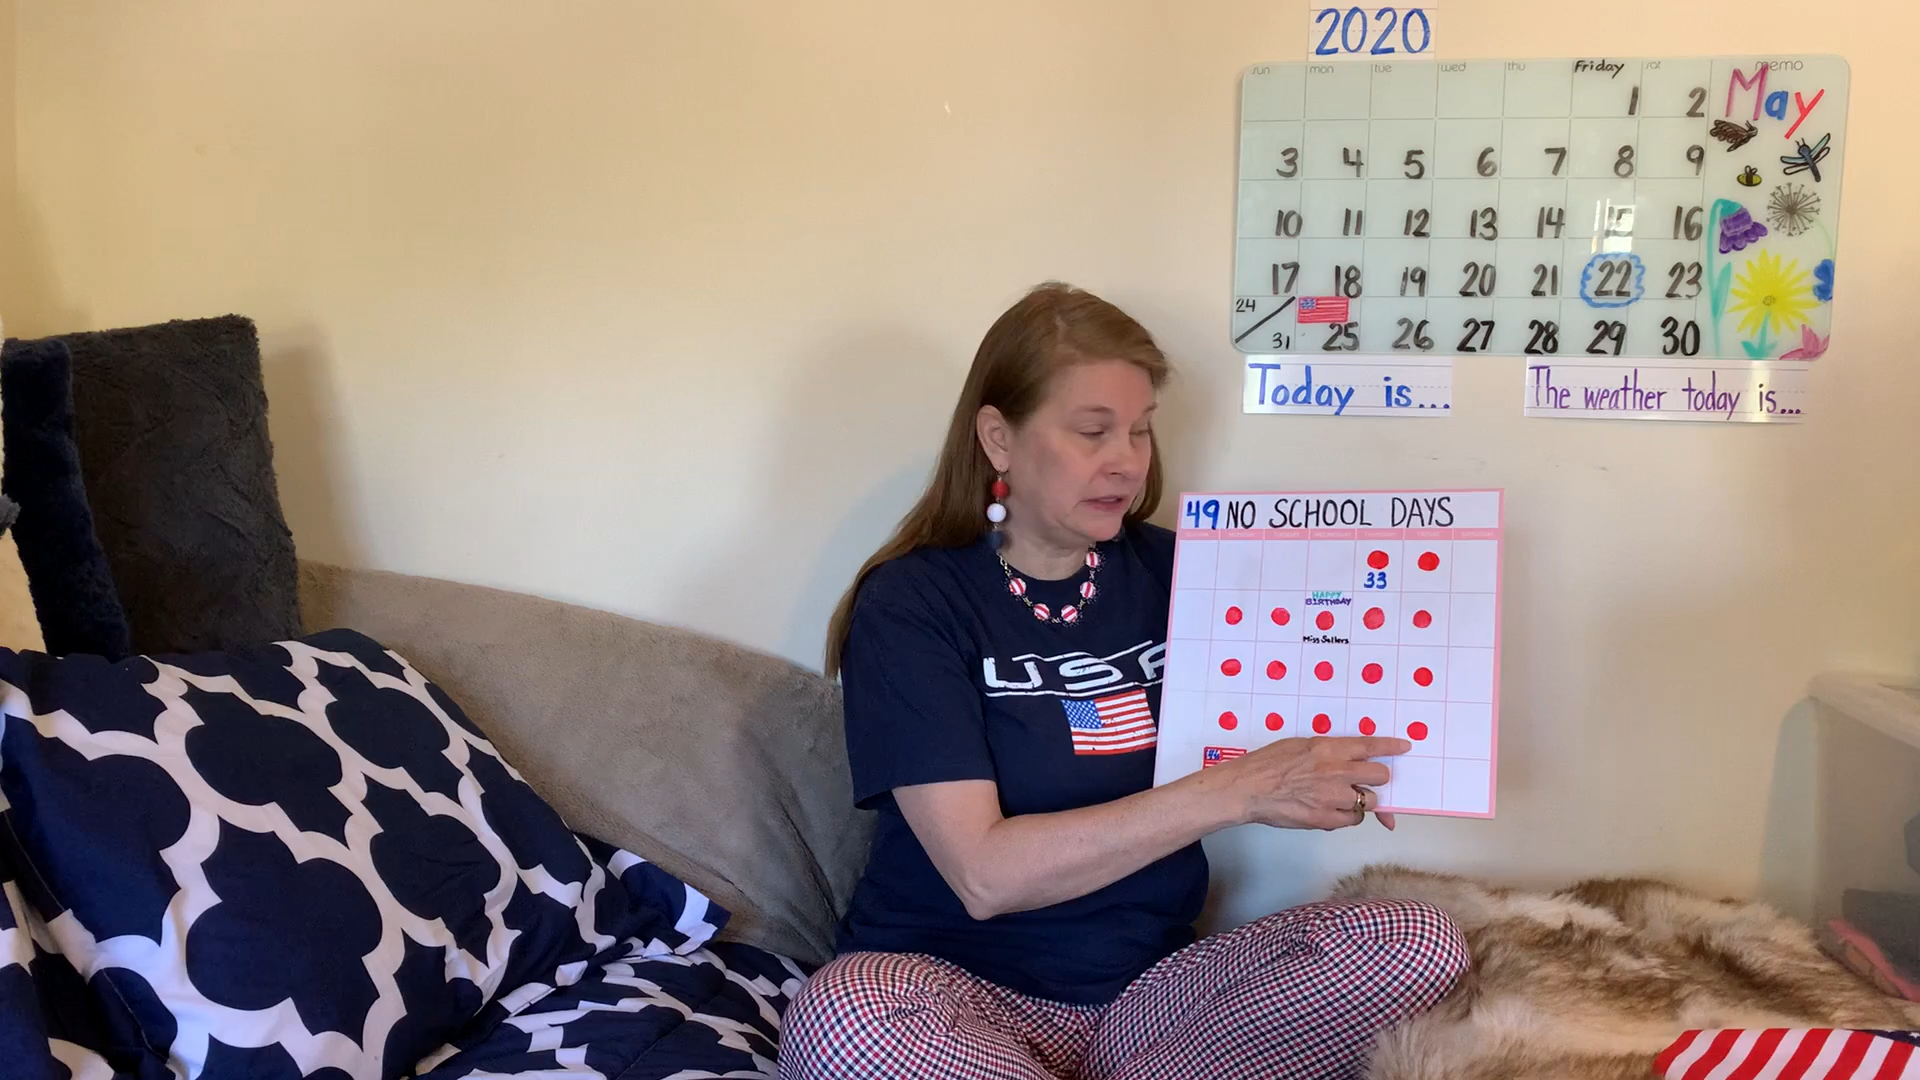 2020
sun mon tue wed thu Friday sat memo
May
1 2
3 4 5 6 7 8 9
10 11 12 13 14 15 16
17 18 19 20 21 22 23
24 / 31 25 26 27 28 29 30
Today is...
The weather today is...
49 NO SCHOOL DAYS
33
HAPPY
BIRTHDAY
Miss Sellers
USA